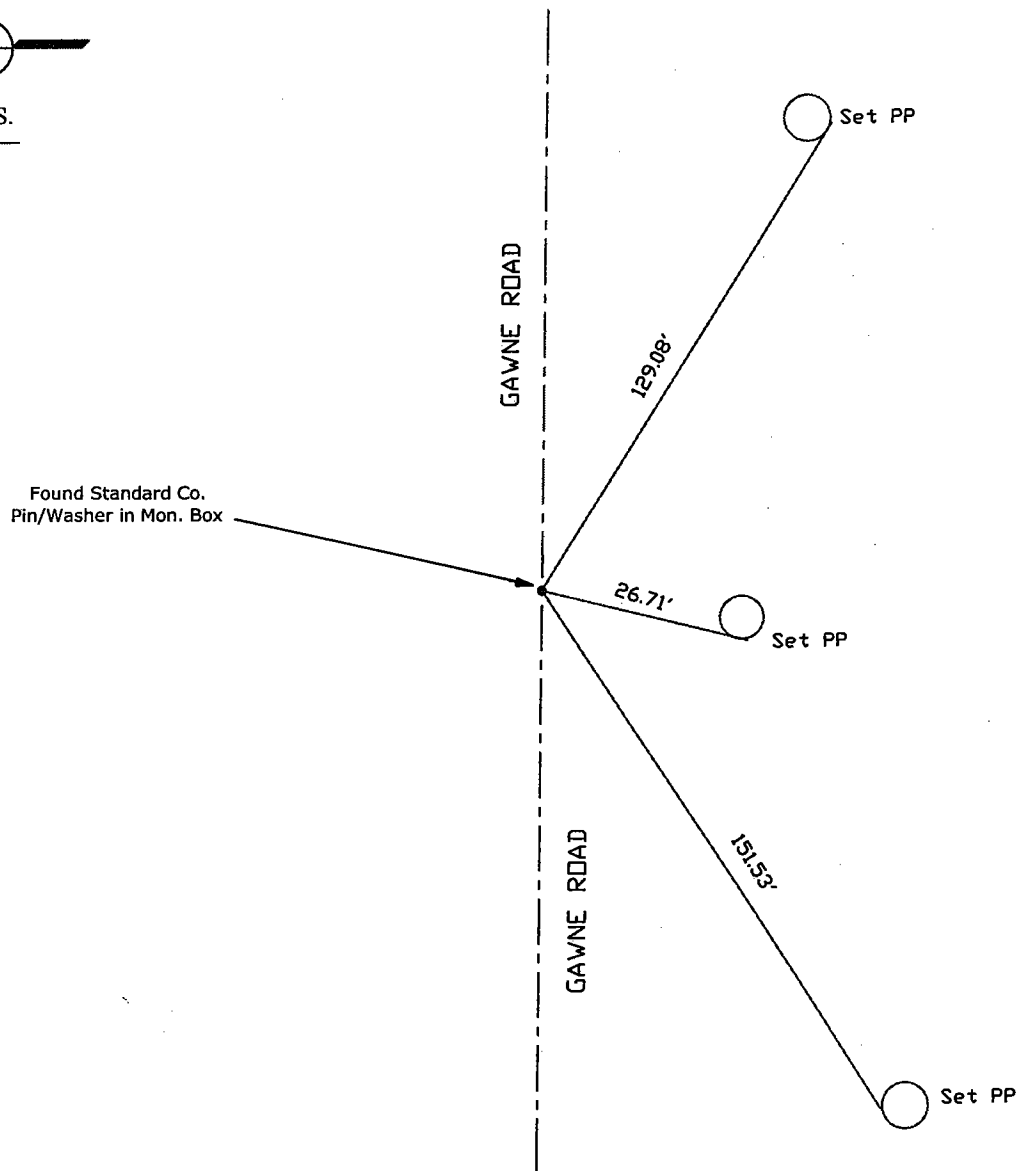 S.
Set PP
GAWNE ROAD
129.08'
Found Standard Co.
Pin/Washer in Mon. Box
26.71'
Set PP
GAWNE ROAD
151.53'
Set PP